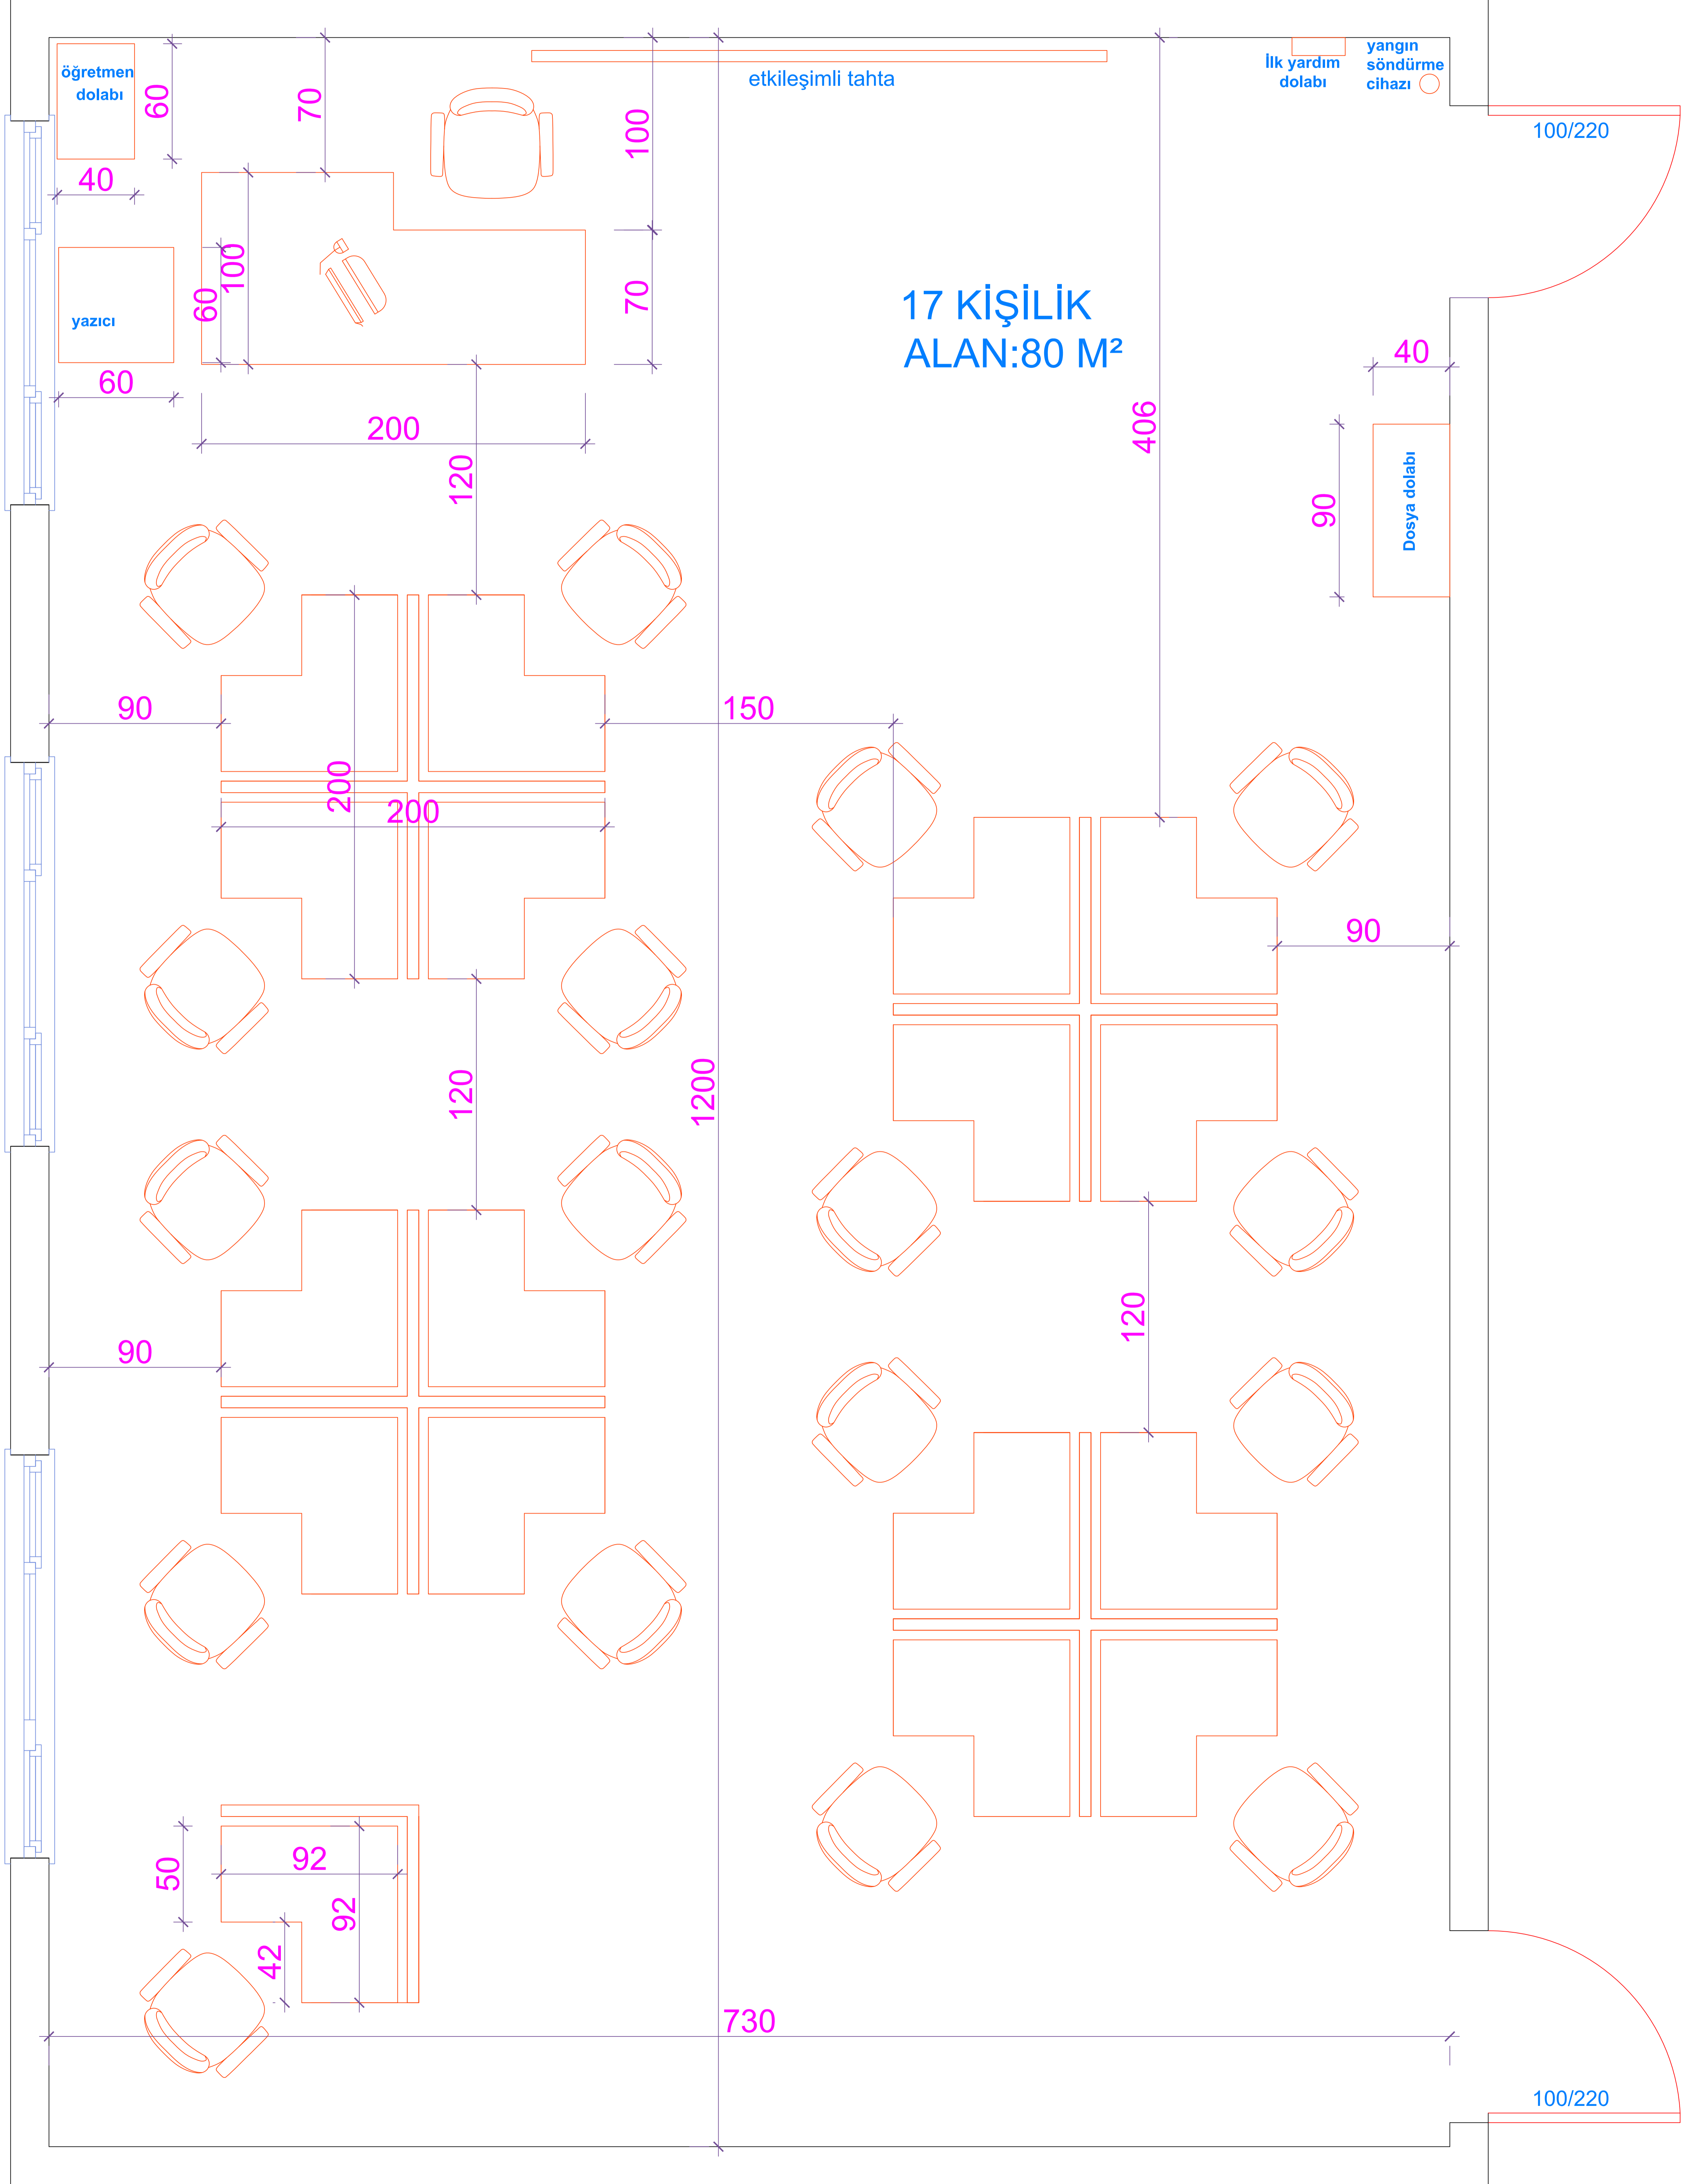 öğretmen
dolabı
60
70
etkileşimli tahta
100
İlk yardım
dolabı
yangın
söndürme
cihazı
100/220
40
yazıcı
60
100
60
70
17 KİŞİLİK
ALAN:80 M²
200
120
406
40
90
Dosya dolabı
90
150
200
200
90
120
1200
120
90
50
92
92
42
730
100/220